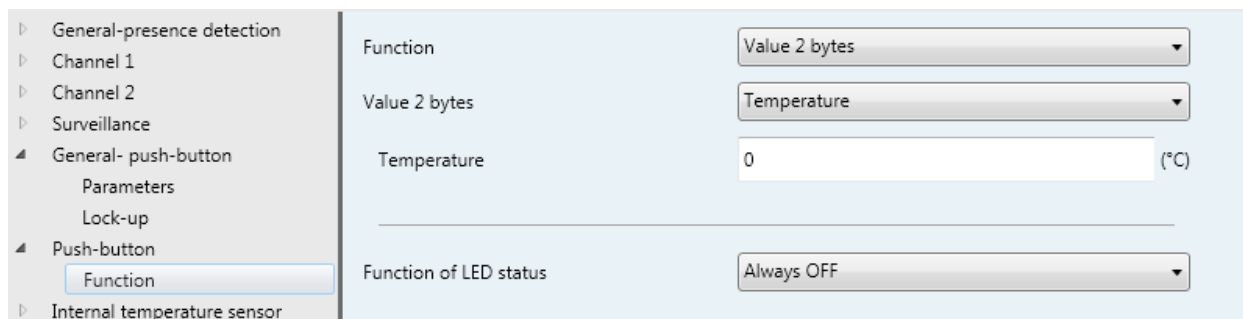 General-presence detection
Channel 1
Channel 2
Surveillance
General- push-button
Parameters
Lock-up
Push-button
Function
Internal temperature sensor
Function Value 2 bytes
Value 2 bytes Temperature
Temperature 0 (°C)
Function of LED status Always OFF